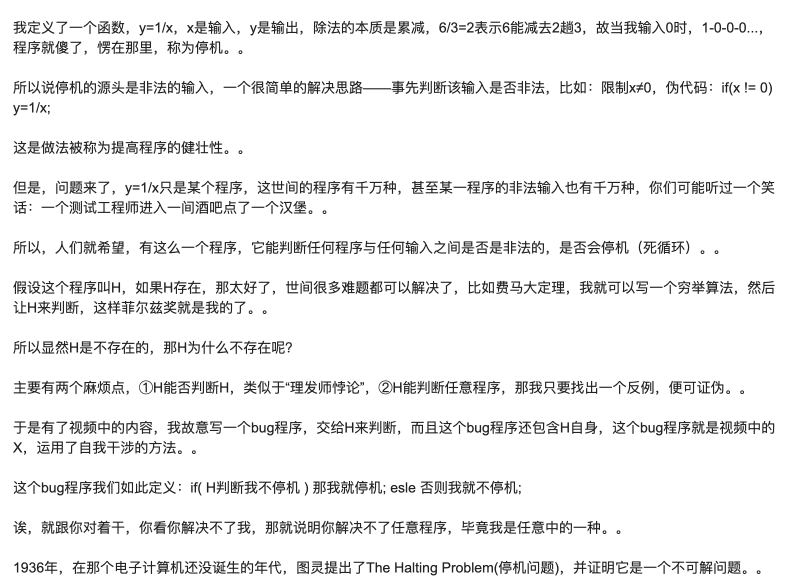 我定义了一个函数，y=1/x，x是输入，y是输出，除法的本质是累减，6/3=2表示6能减去2趟3，故当我输入0时，1-0-0-0...，
程序就傻了，愣在那里，称为停机。。
所以说停机的源头是非法的输入，一个很简单的解决思路——事先判断该输入是否非法，比如：限制x≠0，伪代码：if(x != 0)
y=1/x;
这是做法被称为提高程序的健壮性。。
但是，问题来了，y=1/x只是某个程序，这世间的程序有千万种，甚至某一程序的非法输入也有千万种，你们可能听过一个笑
话：一个测试工程师进入一间酒吧点了一个汉堡。。
所以，人们就希望，有这么一个程序，它能判断任何程序与任何输入之间是否是非法的，是否会停机（死循环）。。
假设这个程序叫H，如果H存在，那太好了，世间很多难题都可以解决了，比如费马大定理，我就可以写一个穷举算法，然后
让H来判断，这样菲尔兹奖就是我的了。。
所以显然H是不存在的，那H为什么不存在呢?
主要有两个麻烦点，①H能否判断H，类似于“理发师悖论”，②H能判断任意程序，那我只要找出一个反例，便可证伪。。
于是有了视频中的内容，我故意写一个bug程序，交给H来判断，而且这个bug程序还包含H自身，这个bug程序就是视频中的
X，运用了自我干涉的方法。。
这个bug程序我们如此定义：if( H判断我不停机 ) 那我就停机; esle 否则我就不停机;
诶，就跟你对着干，你看你解决不了我，那就说明你解决不了任意程序，毕竟我是任意中的一种。。
1936年，在那个电子计算机还没诞生的年代，图灵提出了The Halting Problem(停机问题)，并证明它是一个不可解问题。。